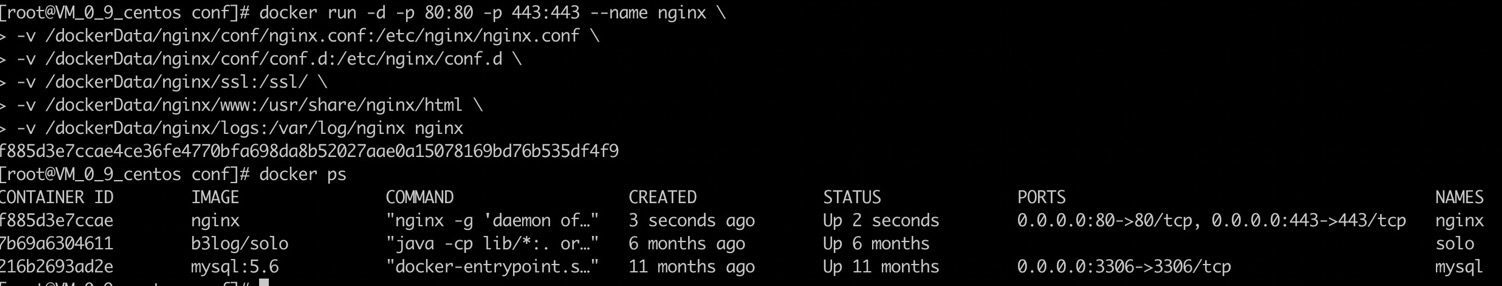 [root@VM_0_9_centos conf]# docker run -d -p 80:80 -p 443:443 --name nginx \
> -v /dockerData/nginx/conf/nginx.conf:/etc/nginx/nginx.conf \
> -v /dockerData/nginx/conf/conf.d:/etc/nginx/conf.d \
> -v /dockerData/nginx/ssl:/ssl/ \
> -v /dockerData/nginx/www:/usr/share/nginx/html \
> -v /dockerData/nginx/logs:/var/log/nginx nginx
f885d3e7ccae4ce36fe4770bfa698da8b52027aae0a15078169bd76b535df4f9
[root@VM_0_9_centos conf]# docker ps
CONTAINER ID IMAGE COMMAND CREATED STATUS PORTS NAMES
f885d3e7ccae nginx "nginx -g 'daemon of…" 3 seconds ago Up 2 seconds 0.0.0.0:80->80/tcp, 0.0.0.0:443->443/tcp nginx
7b69a6304611 b3log/solo "java -cp lib/*:. or…" 6 months ago Up 6 months solo
216b2693ad2e mysql:5.6 "docker-entrypoint.s…" 11 months ago Up 11 months 0.0.0.0:3306->3306/tcp mysql
[root@VM_0_9_centos conf]#